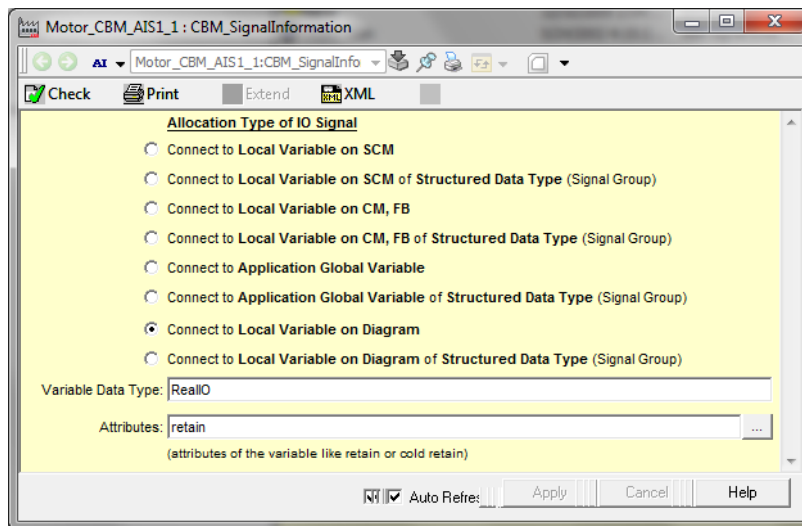 Motor_CBM_AIS1_1 : CBM_SignalInformation
AI Motor_CBM_AIS1_1:CBM_SignalInfo
Check Print Extend XML
Allocation Type of IO Signal
Connect to Local Variable on SCM
Connect to Local Variable on SCM of Structured Data Type (Signal Group)
Connect to Local Variable on CM, FB
Connect to Local Variable on CM, FB of Structured Data Type (Signal Group)
Connect to Application Global Variable
Connect to Application Global Variable of Structured Data Type (Signal Group)
Connect to Local Variable on Diagram
Connect to Local Variable on Diagram of Structured Data Type (Signal Group)
Variable Data Type: RealIO
Attributes: retain ...
(attributes of the variable like retain or cold retain)
Auto Refres Apply Cancel Help